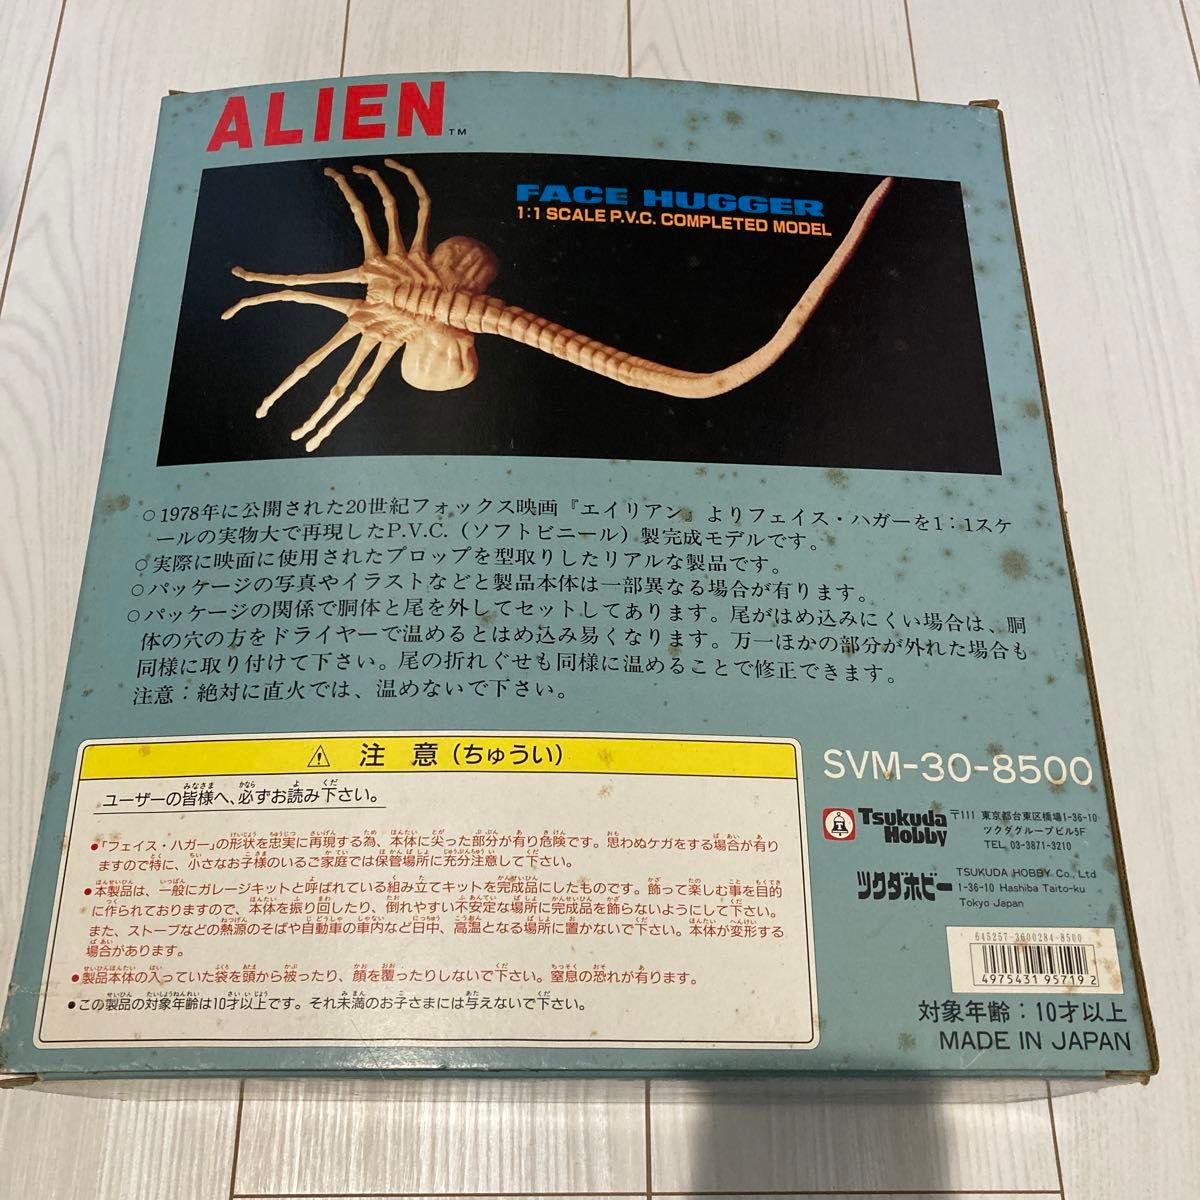 ALIEN™
FACE HUGGER
1:1 SCALE P.V.C. COMPLETED MODEL
○1978年に公開された20世紀フォックス映画『エイリアン』よりフェイス・ハガーを1:1スケ
ールの実物大で再現したP.V.C.(ソフトビニール)製完成モデルです。
○実際に映画に使用されたプロップを型取りしたリアルな製品です。
○パッケージの写真やイラストなどと製品本体は一部異なる場合が有ります。
○パッケージの関係で胴体と尾を外してセットしてあります。尾がはめ込みにくい場合は、胴
体の穴の方をドライヤーで温めるとはめ込み易くなります。万一ほかの部分が外れた場合も
同様に取り付けて下さい。尾の折れぐせも同様に温めることで修正できます。
注意:絶対に直火では、温めないで下さい。
⚠ 注 意(ちゅうい)
ユーザーの皆様へ、必ずお読み下さい。
●「フェイス・ハガー」の形状を忠実に再現する為、本体に尖った部分が有り危険です。思わぬケガをする場合が有り
ますので特に、小さなお子様のいるご家庭では保管場所に充分注意して下さい。
●本製品は、一般にガレージキットと呼ばれている組み立てキットを完成品にしたものです。飾って楽しむ事を目的
に作られておりますので、本体を振り回したり、倒れやすい不安定な場所に完成品を飾らないようにして下さい。
また、ストーブなどの熱源のそばや自動車の車内など日中、高温となる場所に置かないで下さい。本体が変形する
場合があります。
●製品本体の入っていた袋を頭から被ったり、顔を覆ったりしないで下さい。窒息の恐れが有ります。
●この製品の対象年齢は10才以上です。それ未満のお子さまには与えないで下さい。
SVM-30-8500
Tsukuda Hobby
〒111 東京都台東区橋場1-36-10
ツクダグループビル5F
TEL 03-3871-3210
ツクダホビー
TSUKUDA HOBBY Co., Ltd
1-36-10 Hashiba Taito-ku
Tokyo Japan
645257-3600284-8500
4975431 95719 2
対象年齢:10才以上
MADE IN JAPAN